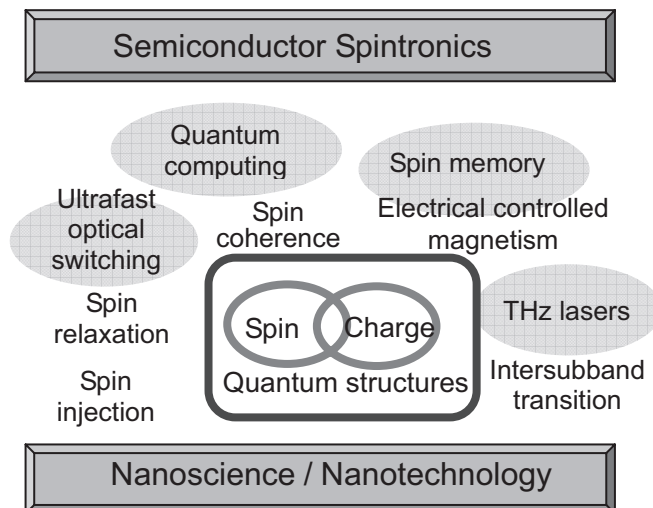 Semiconductor Spintronics
Quantum
computing
Spin memory
Ultrafast
optical
switching
Spin
coherence
Electrical controlled
magnetism
Spin
relaxation
Spin
Charge
THz lasers
Quantum structures
Intersubband
transition
Spin
injection
Nanoscience / Nanotechnology